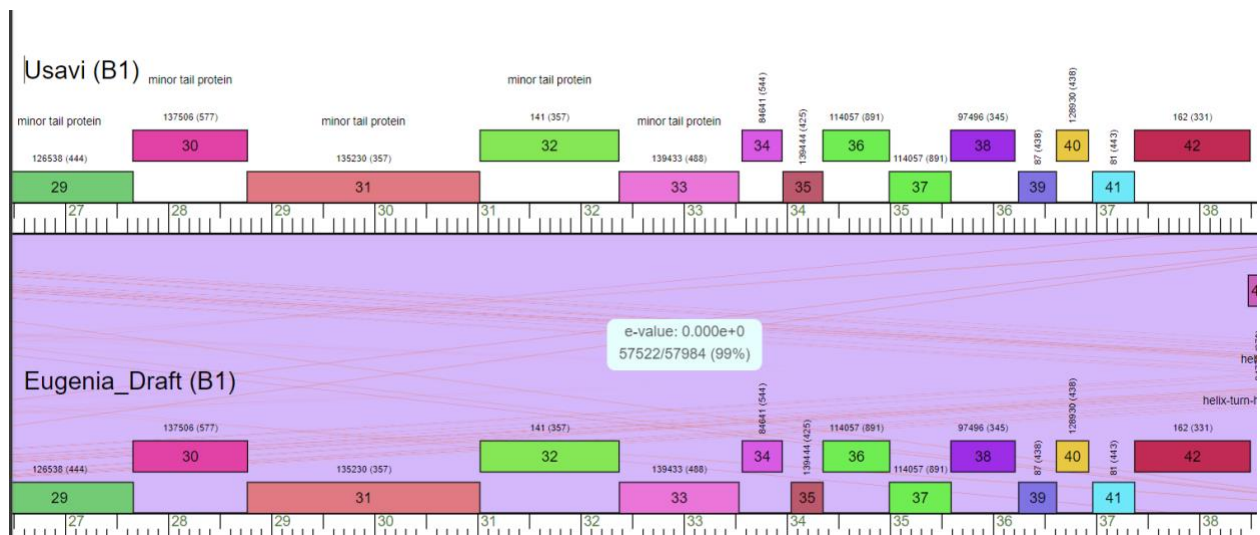 Usavi (B1)
minor tail protein
minor tail protein
minor tail protein
minor tail protein
minor tail protein
126538 (444)
137506 (577)
135230 (357)
141 (357)
139433 (488)
84641 (544)
139444 (425)
114057 (891)
114057 (891)
97496 (345)
87 (438)
128930 (438)
81 (443)
162 (331)
29 30 31 32 33 34 35 36 37 38 39 40 41 42
27 28 29 30 31 32 33 34 35 36 37 38
e-value: 0.000e+0
57522/57984 (99%)
Eugenia_Draft (B1)
126538 (444)
137506 (577)
135230 (357)
141 (357)
139433 (488)
84641 (544)
139444 (425)
114057 (891)
114057 (891)
97496 (345)
87 (438)
128930 (438)
81 (443)
162 (331)
helix-turn-h
29 30 31 32 33 34 35 36 37 38 39 40 41 42
27 28 29 30 31 32 33 34 35 36 37 38